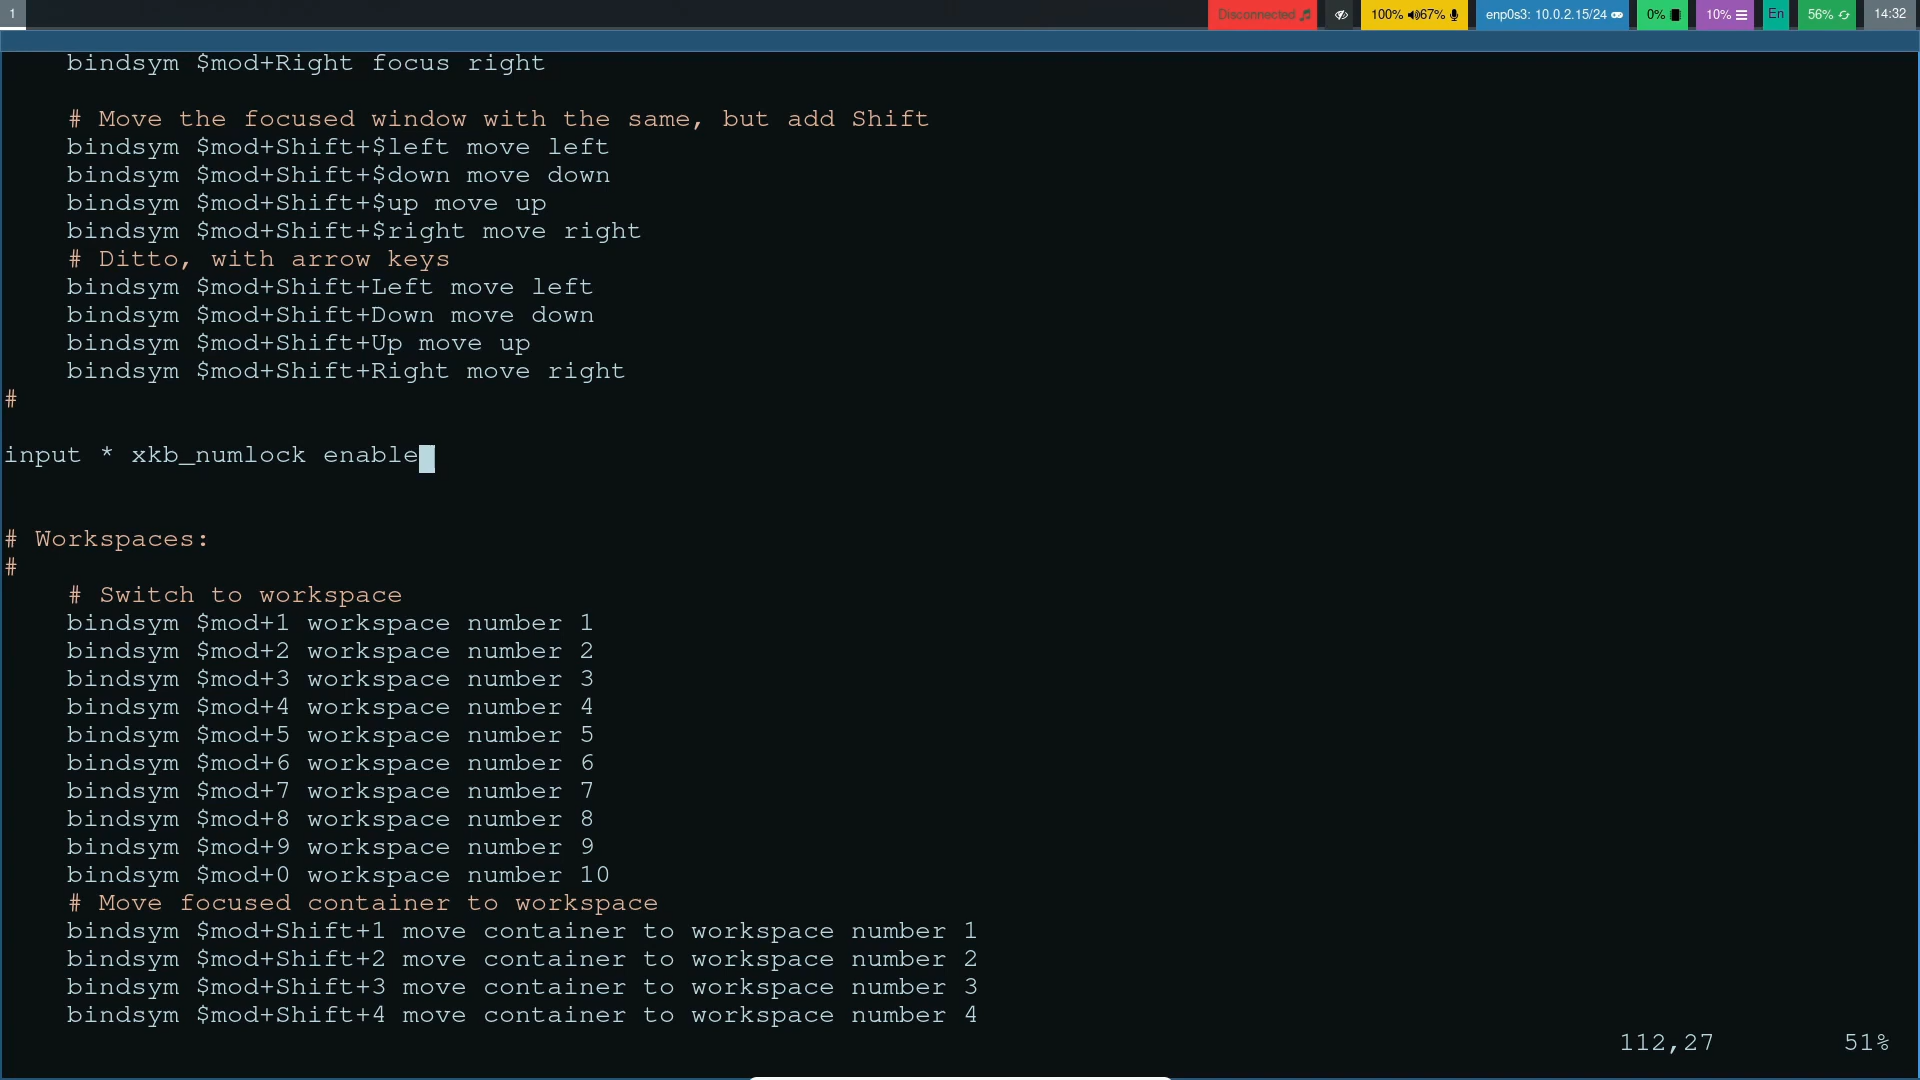 1 Disconnected 100% 67% enp0s3: 10.0.2.15/24 0% 10% En 56% 14:32
bindsym $mod+Right focus right
# Move the focused window with the same, but add Shift
bindsym $mod+Shift+$left move left
bindsym $mod+Shift+$down move down
bindsym $mod+Shift+$up move up
bindsym $mod+Shift+$right move right
# Ditto, with arrow keys
bindsym $mod+Shift+Left move left
bindsym $mod+Shift+Down move down
bindsym $mod+Shift+Up move up
bindsym $mod+Shift+Right move right
#
input * xkb_numlock enable
# Workspaces:
#
# Switch to workspace
bindsym $mod+1 workspace number 1
bindsym $mod+2 workspace number 2
bindsym $mod+3 workspace number 3
bindsym $mod+4 workspace number 4
bindsym $mod+5 workspace number 5
bindsym $mod+6 workspace number 6
bindsym $mod+7 workspace number 7
bindsym $mod+8 workspace number 8
bindsym $mod+9 workspace number 9
bindsym $mod+0 workspace number 10
# Move focused container to workspace
bindsym $mod+Shift+1 move container to workspace number 1
bindsym $mod+Shift+2 move container to workspace number 2
bindsym $mod+Shift+3 move container to workspace number 3
bindsym $mod+Shift+4 move container to workspace number 4
112,27 51%